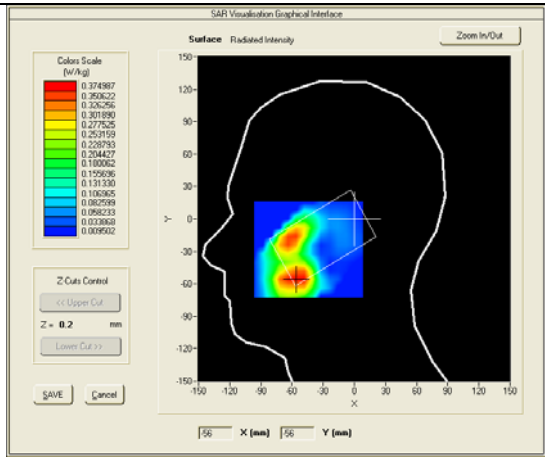 SAR Visualisation Graphical Interface
Surface Radiated Intensity
Zoom In/Out
Colors Scale
(W/kg)
0.374987
0.350622
0.326256
0.301890
0.277525
0.253159
0.228793
0.204427
0.180062
0.155696
0.131330
0.106965
0.082599
0.058233
0.033868
0.009502
Z Cuts Control
<< Upper Cut
Z = 0.2 mm
Lower Cut >>
SAVE Cancel
Y
150-
120-
90-
60-
30-
0-
-30-
-60-
-90-
-120-
-150-
-150 -120 -90 -60 -30 0 30 60 90 120 150
X
-56 X (mm) -56 Y (mm)